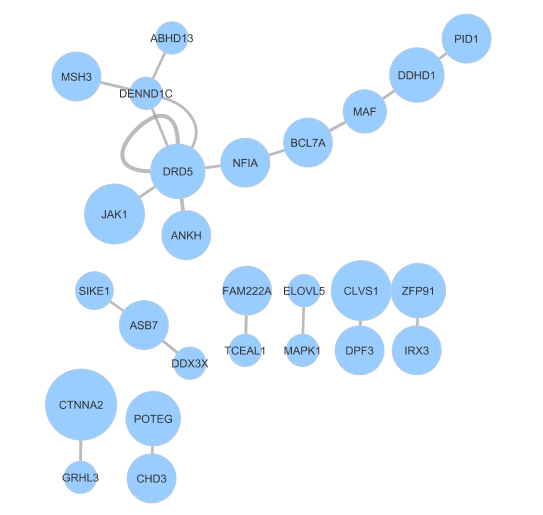 ABHD13
PID1
MSH3
DDHD1
DENND1C
MAF
BCL7A
NFIA
DRD5
JAK1
ANKH
SIKE1
FAM222A
ELOVL5
CLVS1
ZFP91
ASB7
DDX3X
TCEAL1
MAPK1
DPF3
IRX3
CTNNA2
POTEG
GRHL3
CHD3